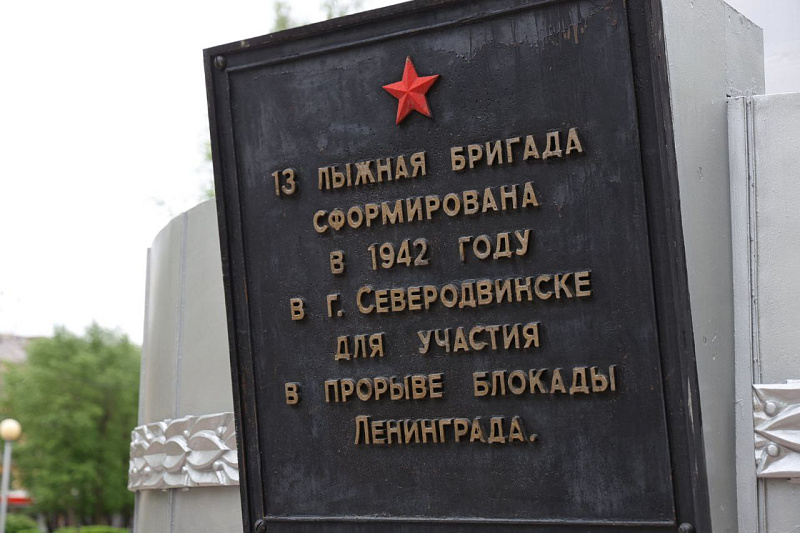 13 ЛЫЖНАЯ БРИГАДА
СФОРМИРОВАНА
В 1942 ГОДУ
В Г. СЕВЕРОДВИНСКЕ
ДЛЯ УЧАСТИЯ
В ПРОРЫВЕ БЛОКАДЫ
ЛЕНИНГРАДА.